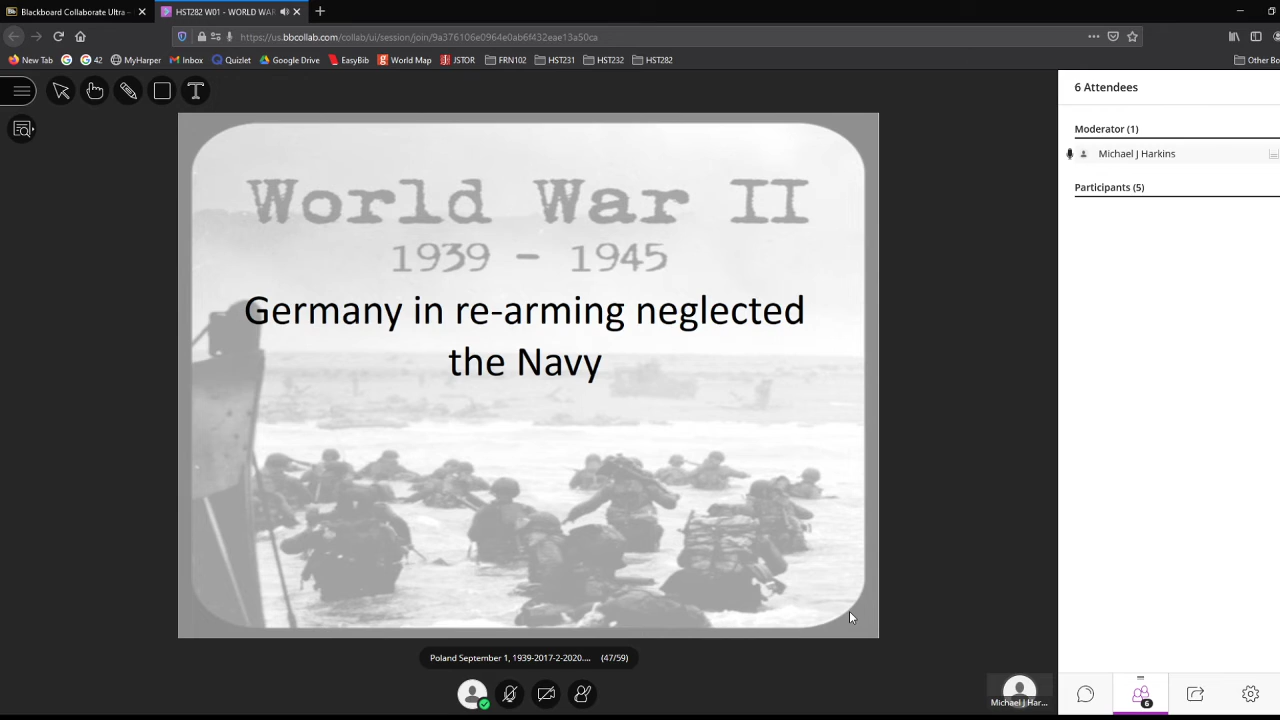 Blackboard Collaborate Ultra –
HST282 W01 - WORLD WAR
https://us.bbcollab.com/collab/ui/session/join/9a376106e0964e0ab6f432eae13a50ca
New Tab
G
42
MyHarper
Inbox
Quizlet
Google Drive
EasyBib
World Map
JSTOR
FRN102
HST231
HST232
HST282
Other Bo
6 Attendees
Moderator (1)
Michael J Harkins
Participants (5)
World War II
1939 – 1945
Germany in re-arming neglected
the Navy
Poland September 1, 1939-2017-2-2020.... (47/59)
Michael J Har...
6